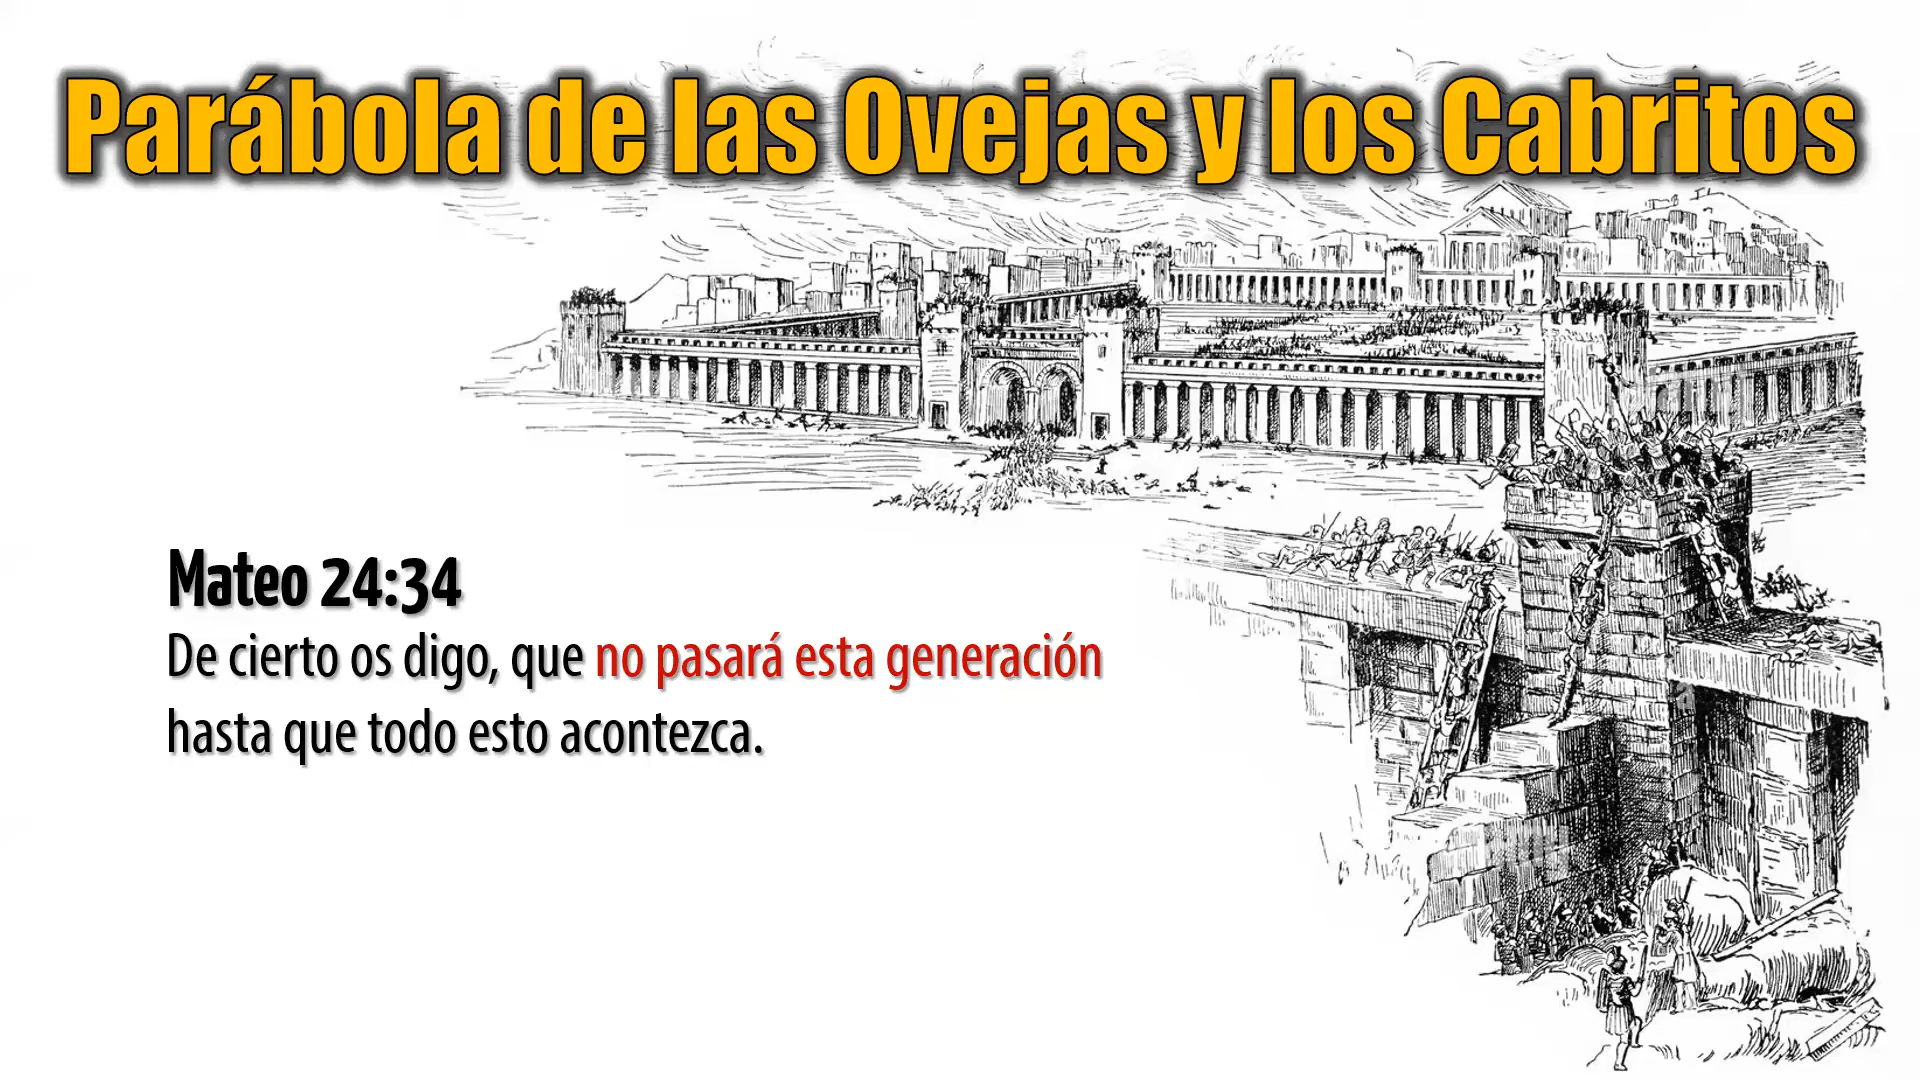 Parábola de las Ovejas y los Cabritos
Mateo 24:34
De cierto os digo, que no pasará esta generación
hasta que todo esto acontezca.